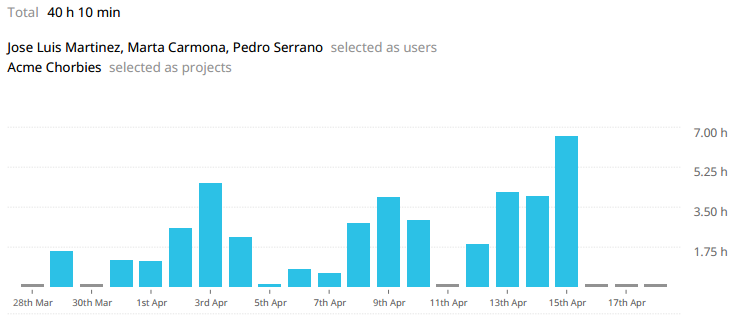 Total 40 h 10 min
Jose Luis Martinez, Marta Carmona, Pedro Serrano selected as users
Acme Chorbies selected as projects
7.00 h
5.25 h
3.50 h
1.75 h
28th Mar 30th Mar 1st Apr 3rd Apr 5th Apr 7th Apr 9th Apr 11th Apr 13th Apr 15th Apr 17th Apr